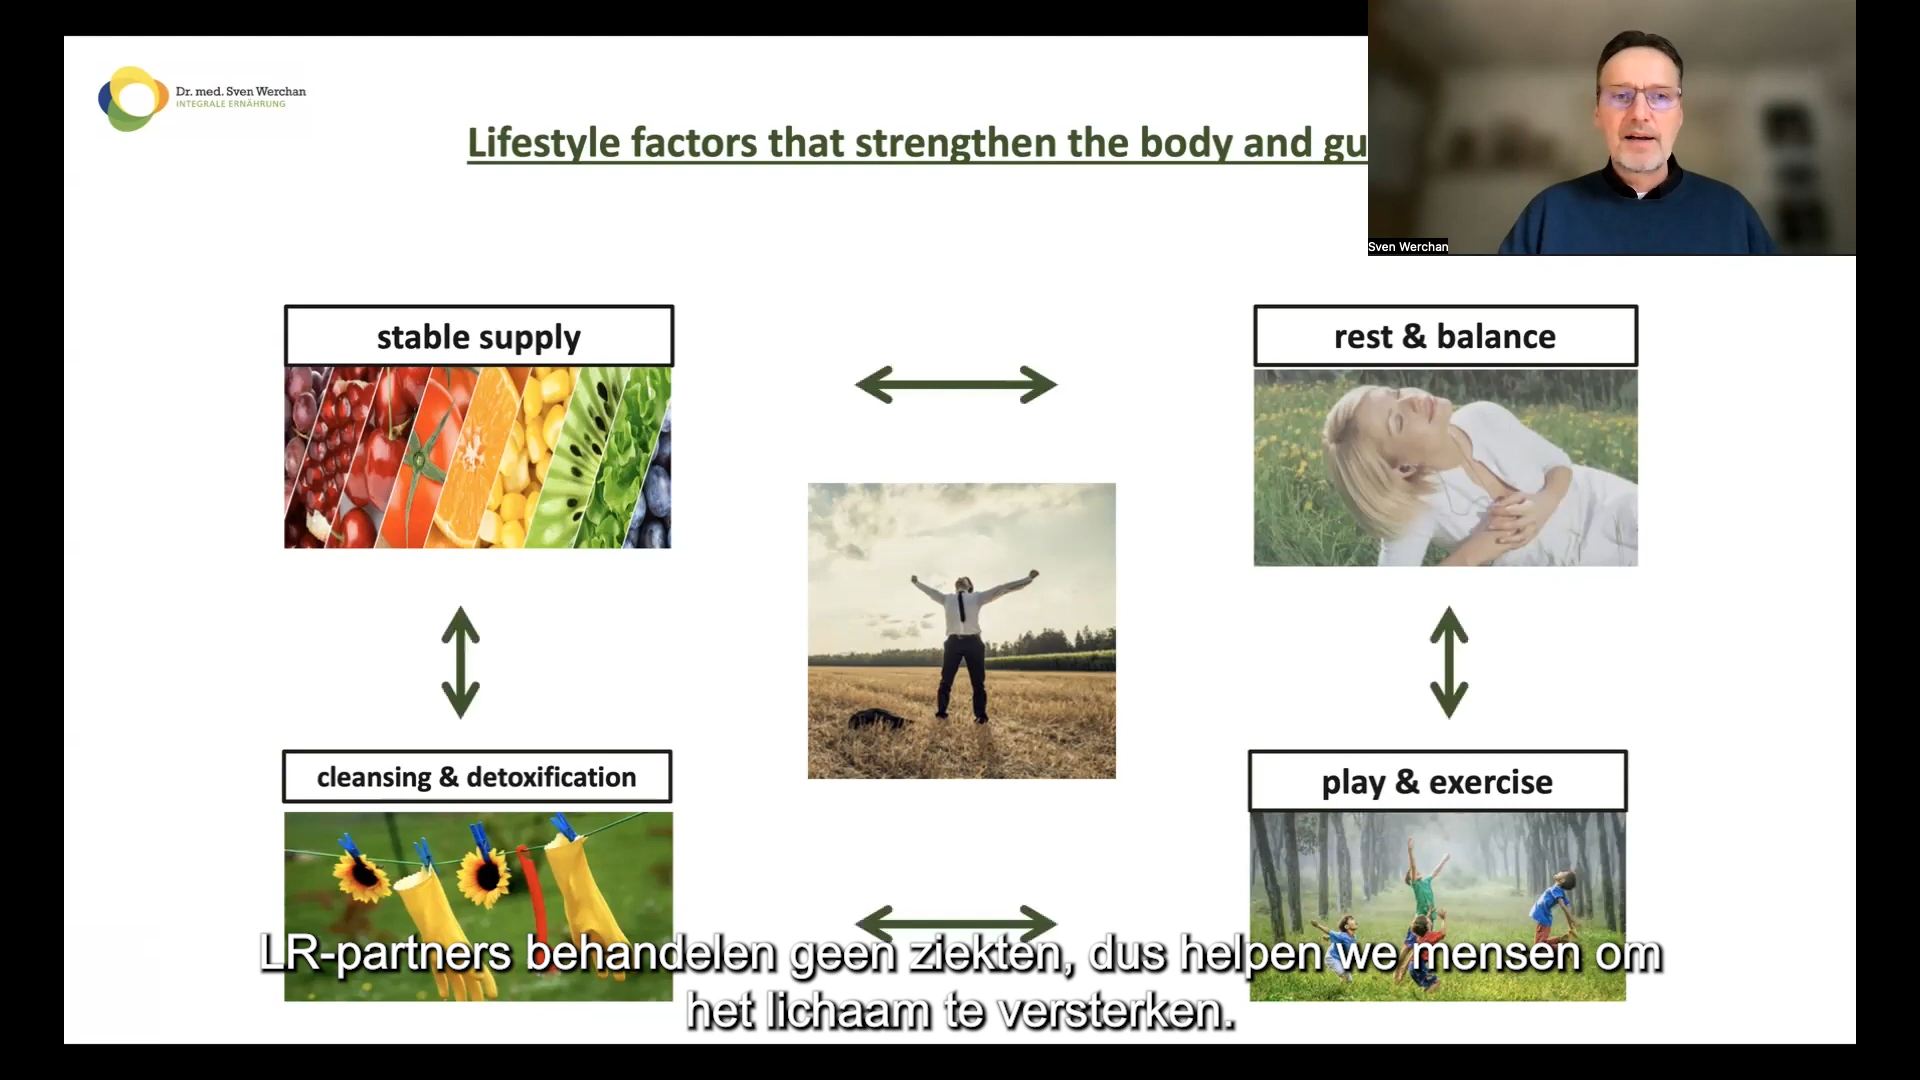 Dr. med. Sven Werchan
INTEGRALE ERNÄHRUNG
Lifestyle factors that strengthen the body and gu
Sven Werchan
stable supply
rest & balance
cleansing & detoxification
play & exercise
LR-partners behandelen geen ziekten, dus helpen we mensen om
het lichaam te versterken.